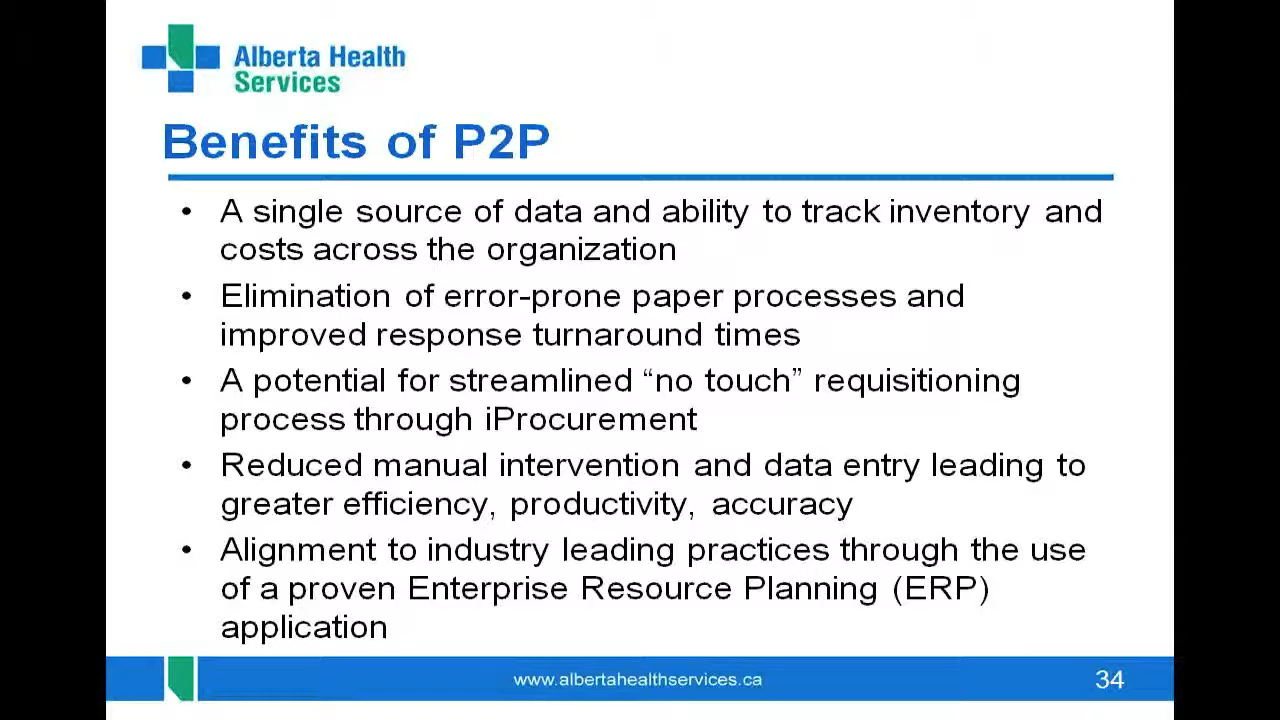 Alberta Health
Services
Benefits of P2P
• A single source of data and ability to track inventory and
costs across the organization
• Elimination of error-prone paper processes and
improved response turnaround times
• A potential for streamlined “no touch” requisitioning
process through iProcurement
• Reduced manual intervention and data entry leading to
greater efficiency, productivity, accuracy
• Alignment to industry leading practices through the use
of a proven Enterprise Resource Planning (ERP)
application
www.albertahealthservices.ca
34